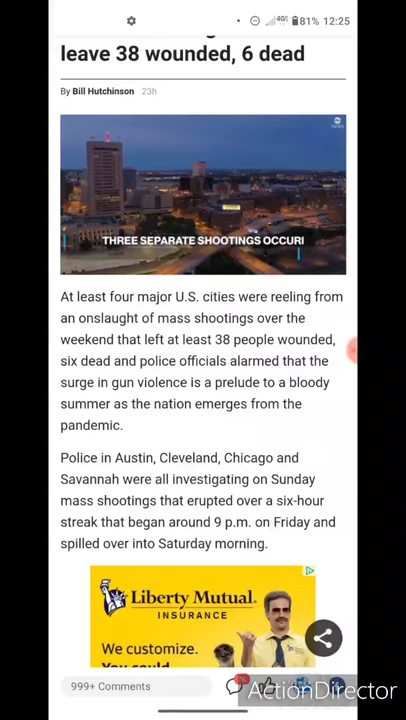 4G 81% 12:25
leave 38 wounded, 6 dead
By Bill Hutchinson 23h
abc
NEWS
THREE SEPARATE SHOOTINGS OCCURI
At least four major U.S. cities were reeling from
an onslaught of mass shootings over the
weekend that left at least 38 people wounded,
six dead and police officials alarmed that the
surge in gun violence is a prelude to a bloody
summer as the nation emerges from the
pandemic.
Police in Austin, Cleveland, Chicago and
Savannah were all investigating on Sunday
mass shootings that erupted over a six-hour
streak that began around 9 p.m. on Friday and
spilled over into Saturday morning.
Liberty Mutual.
INSURANCE
We customize.
You could
999+ Comments
ActionDirector